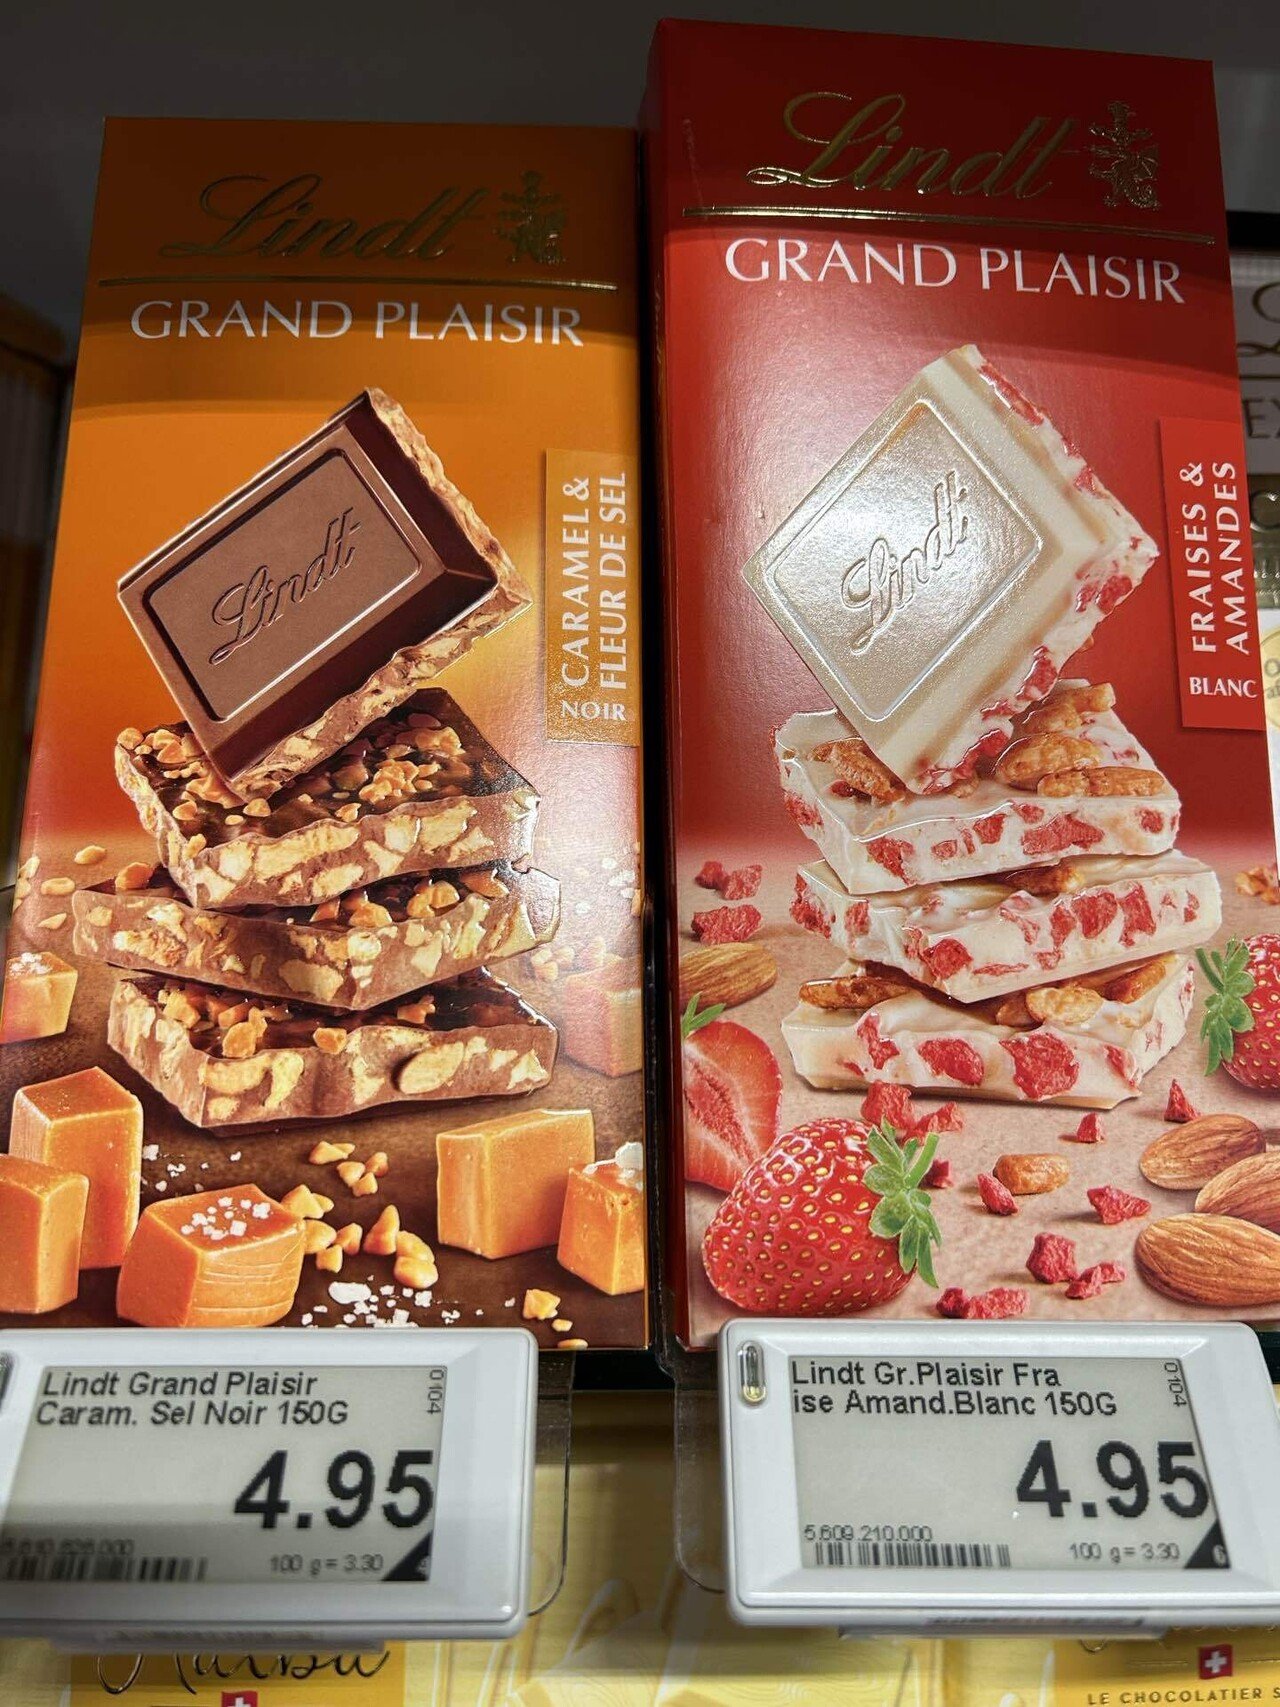 Lindt
GRAND PLAISIR
Lindt
CARAMEL &
FLEUR DE SEL
NOIR
Lindt
GRAND PLAISIR
Lindt
FRAISES &
AMANDES
BLANC
Lindt Grand Plaisir
Caram. Sel Noir 150G
0104
4.95
100 g = 3.30
Lindt Gr.Plaisir Fra
ise Amand.Blanc 150G
0104
4.95
5.609.210.000
100 g = 3.30
6
LE CHOCOLATIER S